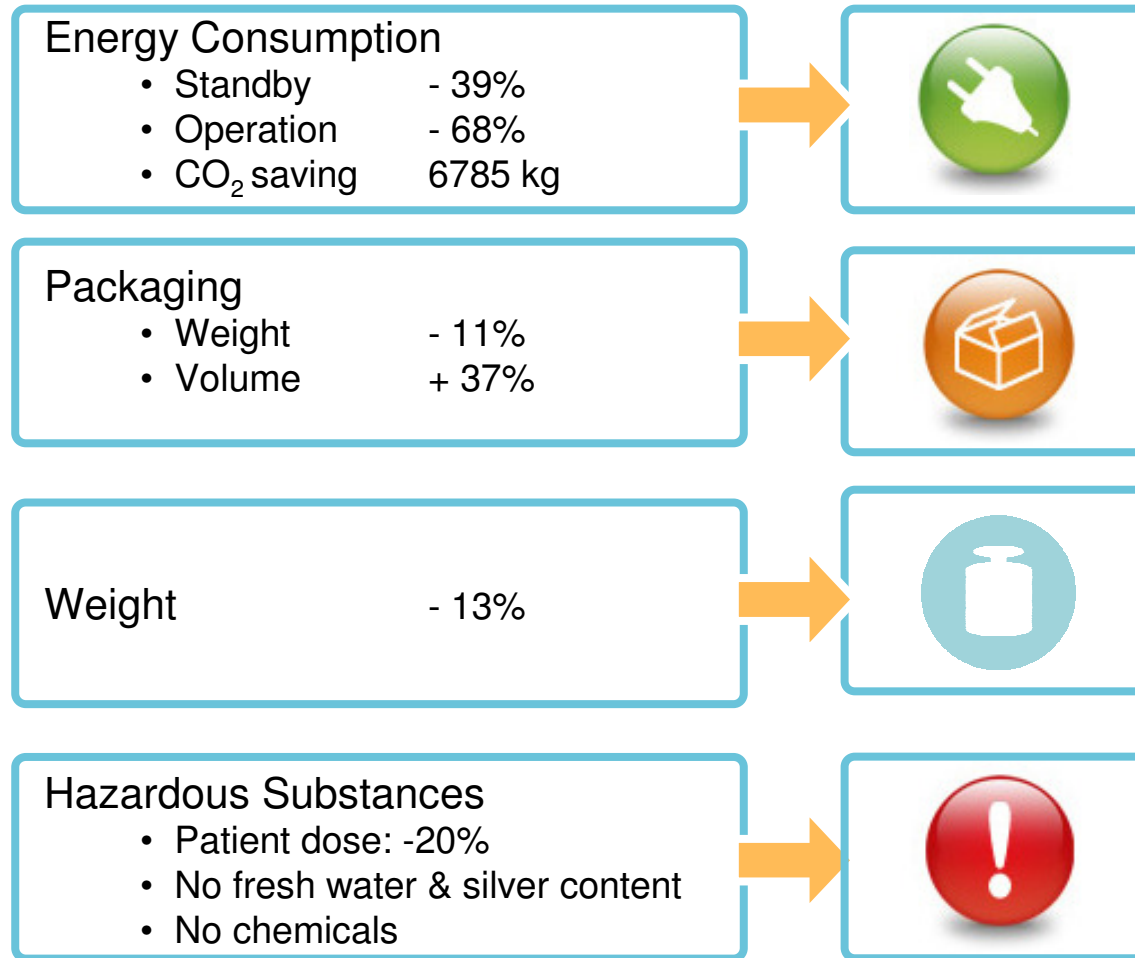 Energy Consumption
• Standby - 39%
• Operation - 68%
• CO₂ saving 6785 kg
Packaging
• Weight - 11%
• Volume + 37%
Weight - 13%
Hazardous Substances
• Patient dose: -20%
• No fresh water & silver content
• No chemicals